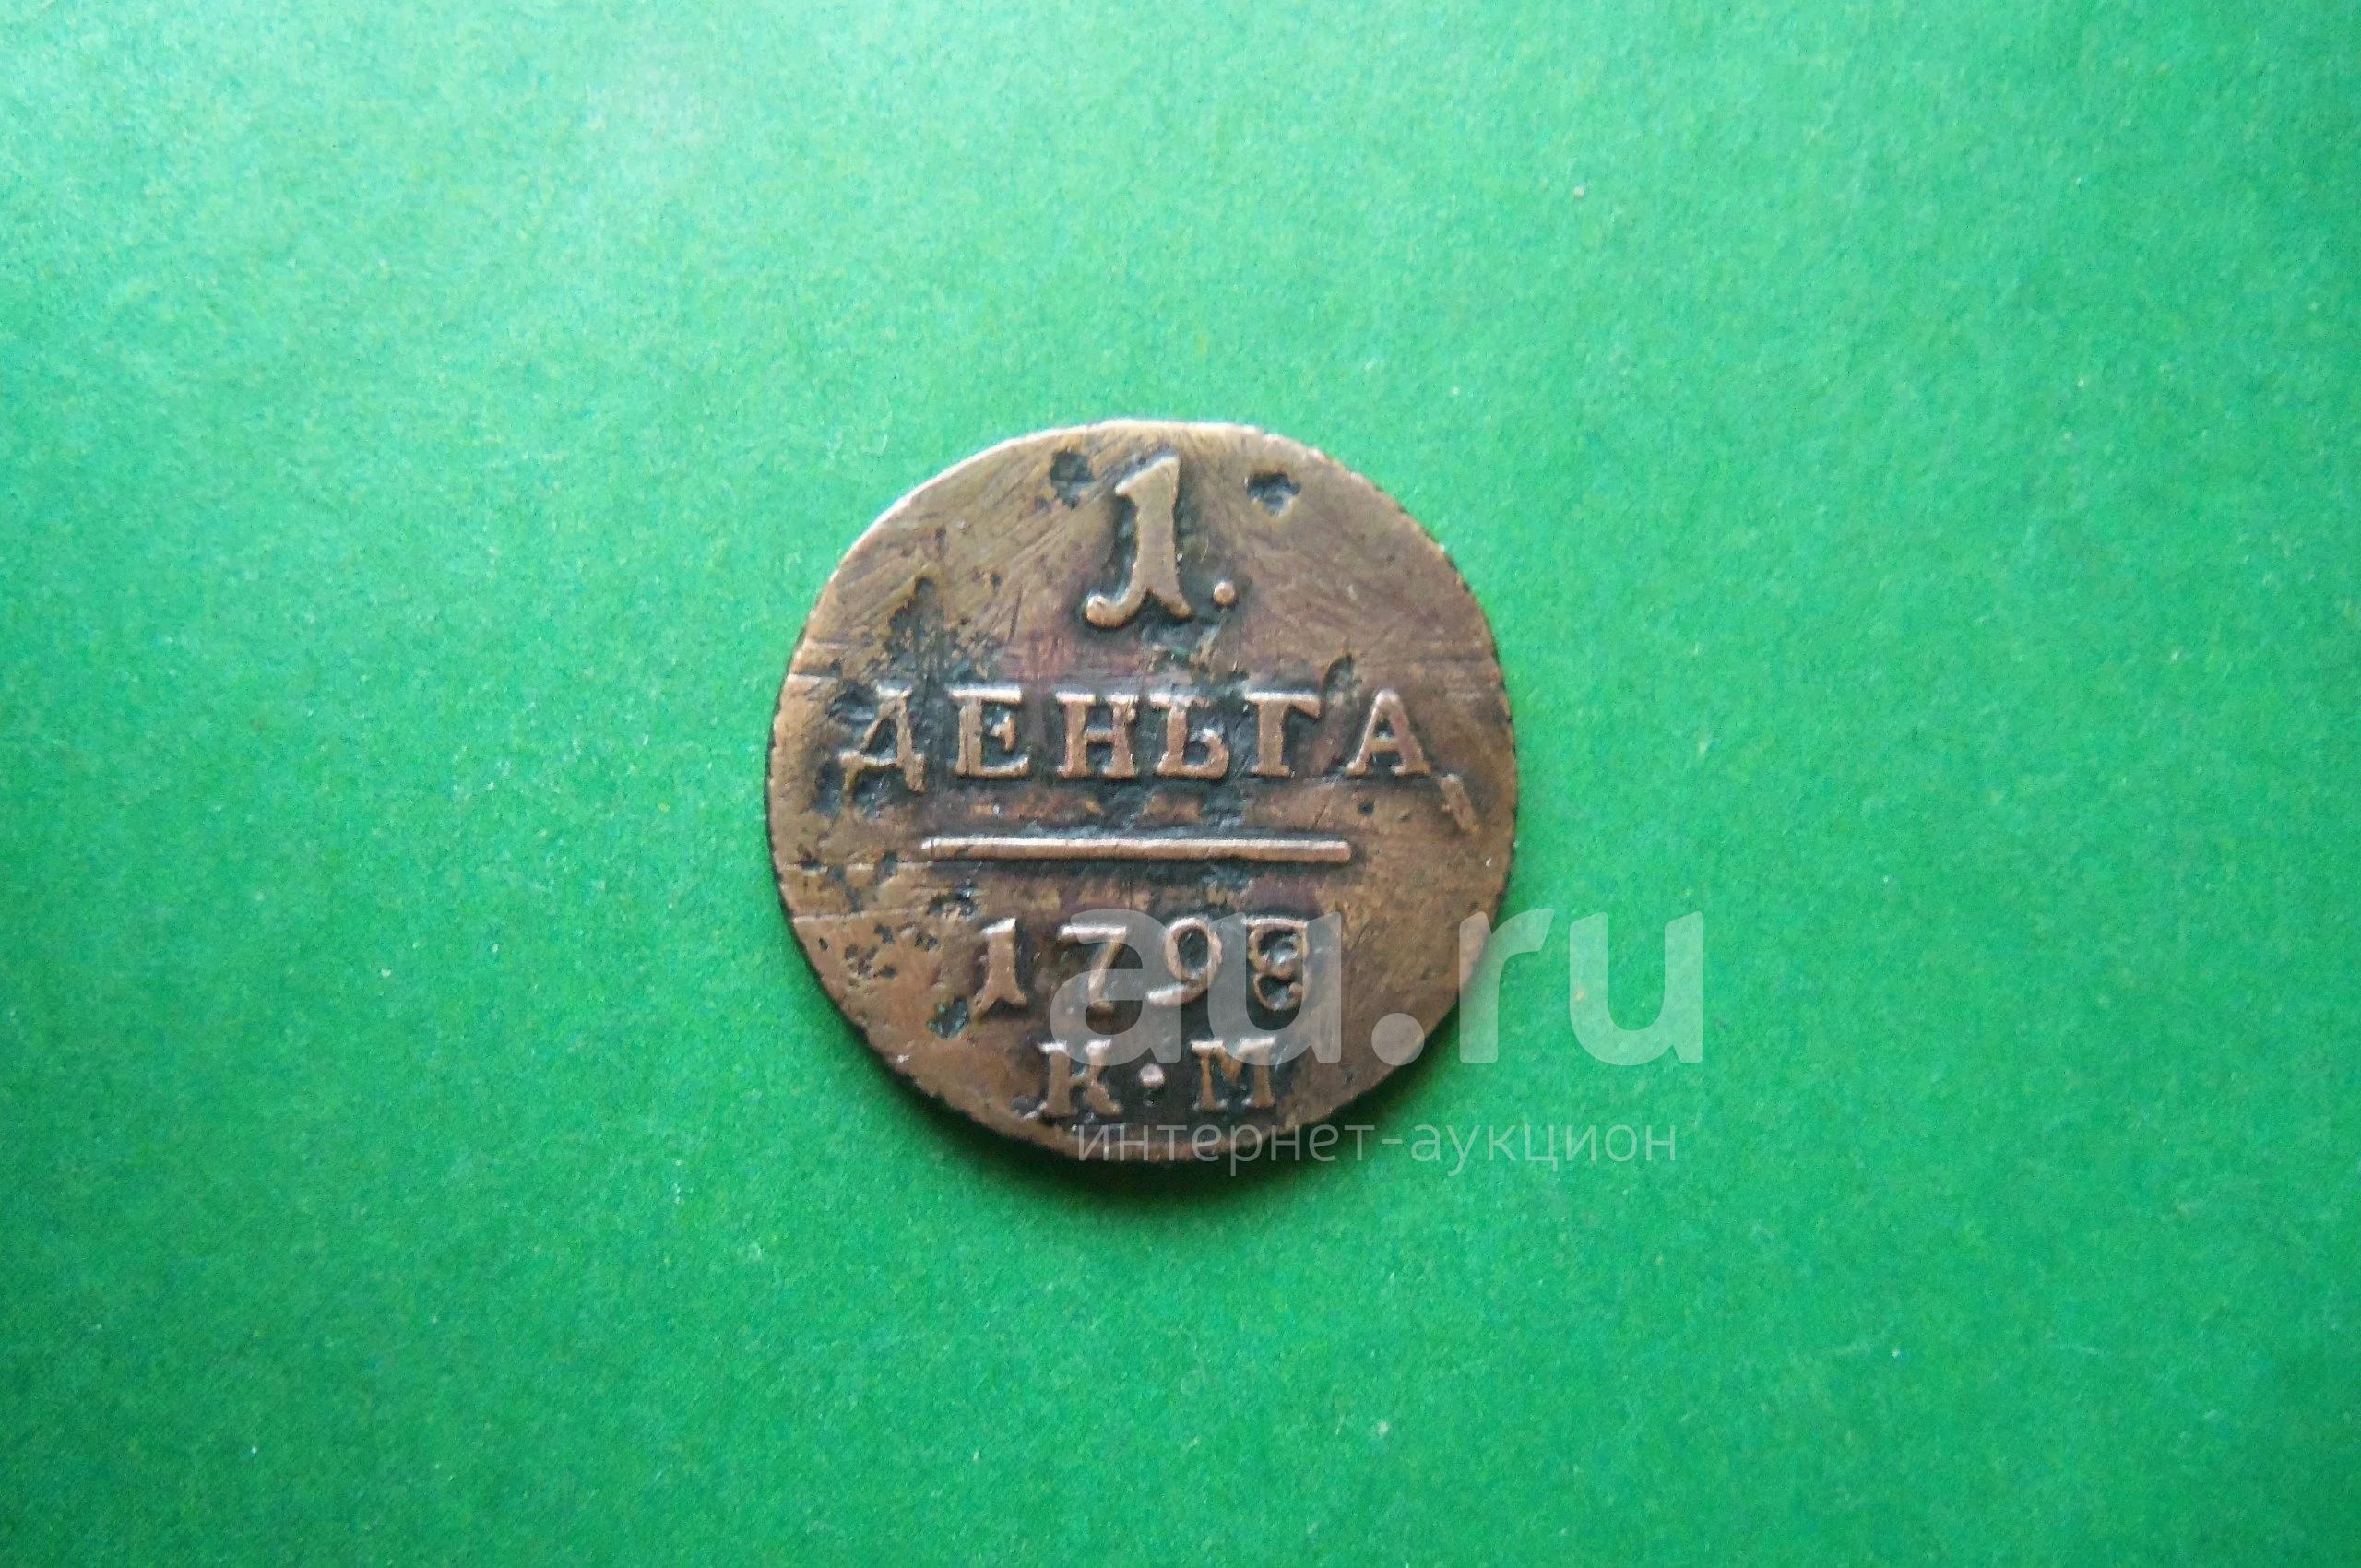 1.
ДЕНЬГА
1798
К·М
au.ru
интернет-аукцион